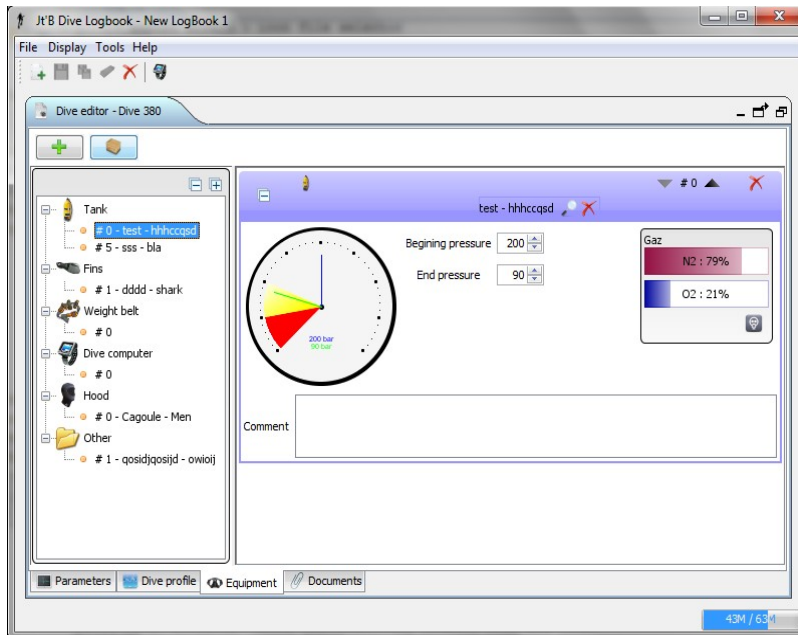 Jt'B Dive Logbook - New LogBook 1
File Display Tools Help
Dive editor - Dive 380
Tank
# 0 - test - hhhccqsd
# 5 - sss - bla
Fins
# 1 - dddd - shark
Weight belt
# 0
Dive computer
# 0
Hood
# 0 - Cagoule - Men
Other
# 1 - qosidjqosijd - owioij
# 0
test - hhhccqsd
200 bar
90 bar
Begining pressure 200
End pressure 90
Gaz
N2 : 79%
O2 : 21%
Comment
Parameters Dive profile Equipment Documents
43M / 63M